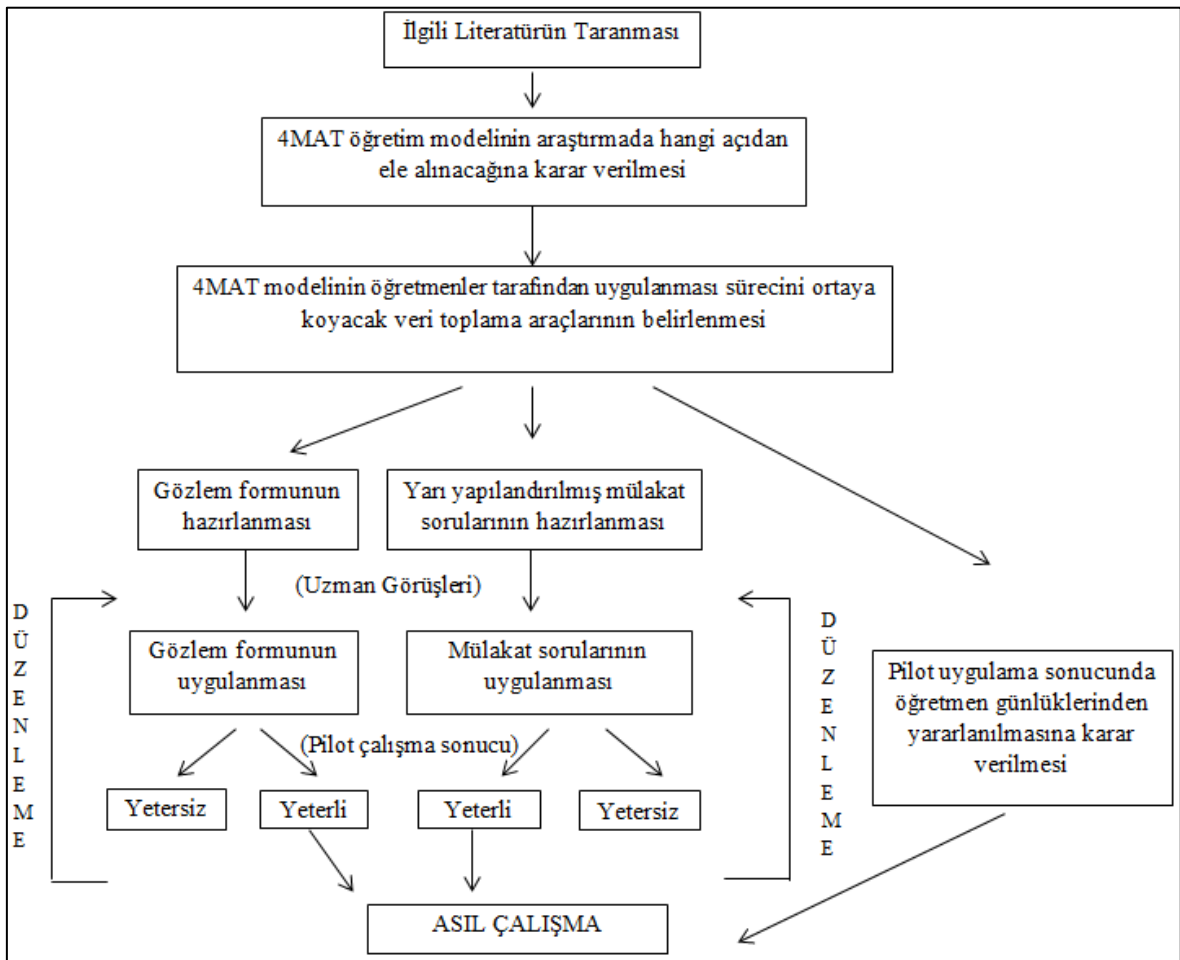 İlgili Literatürün Taranması
4MAT öğretim modelinin araştırmada hangi açıdan
ele alınacağına karar verilmesi
4MAT modelinin öğretmenler tarafından uygulanması sürecini ortaya
koyacak veri toplama araçlarının belirlenmesi
Gözlem formunun
hazırlanması
Yarı yapılandırılmış mülakat
sorularının hazırlanması
(Uzman Görüşleri)
DÜZENLEME
Gözlem formunun
uygulanması
Mülakat sorularının
uygulanması
DÜZENLEME
Pilot uygulama sonucunda
öğretmen günlüklerinden
yararlanılmasına karar
verilmesi
(Pilot çalışma sonucu)
Yetersiz
Yeterli
Yeterli
Yetersiz
ASIL ÇALIŞMA